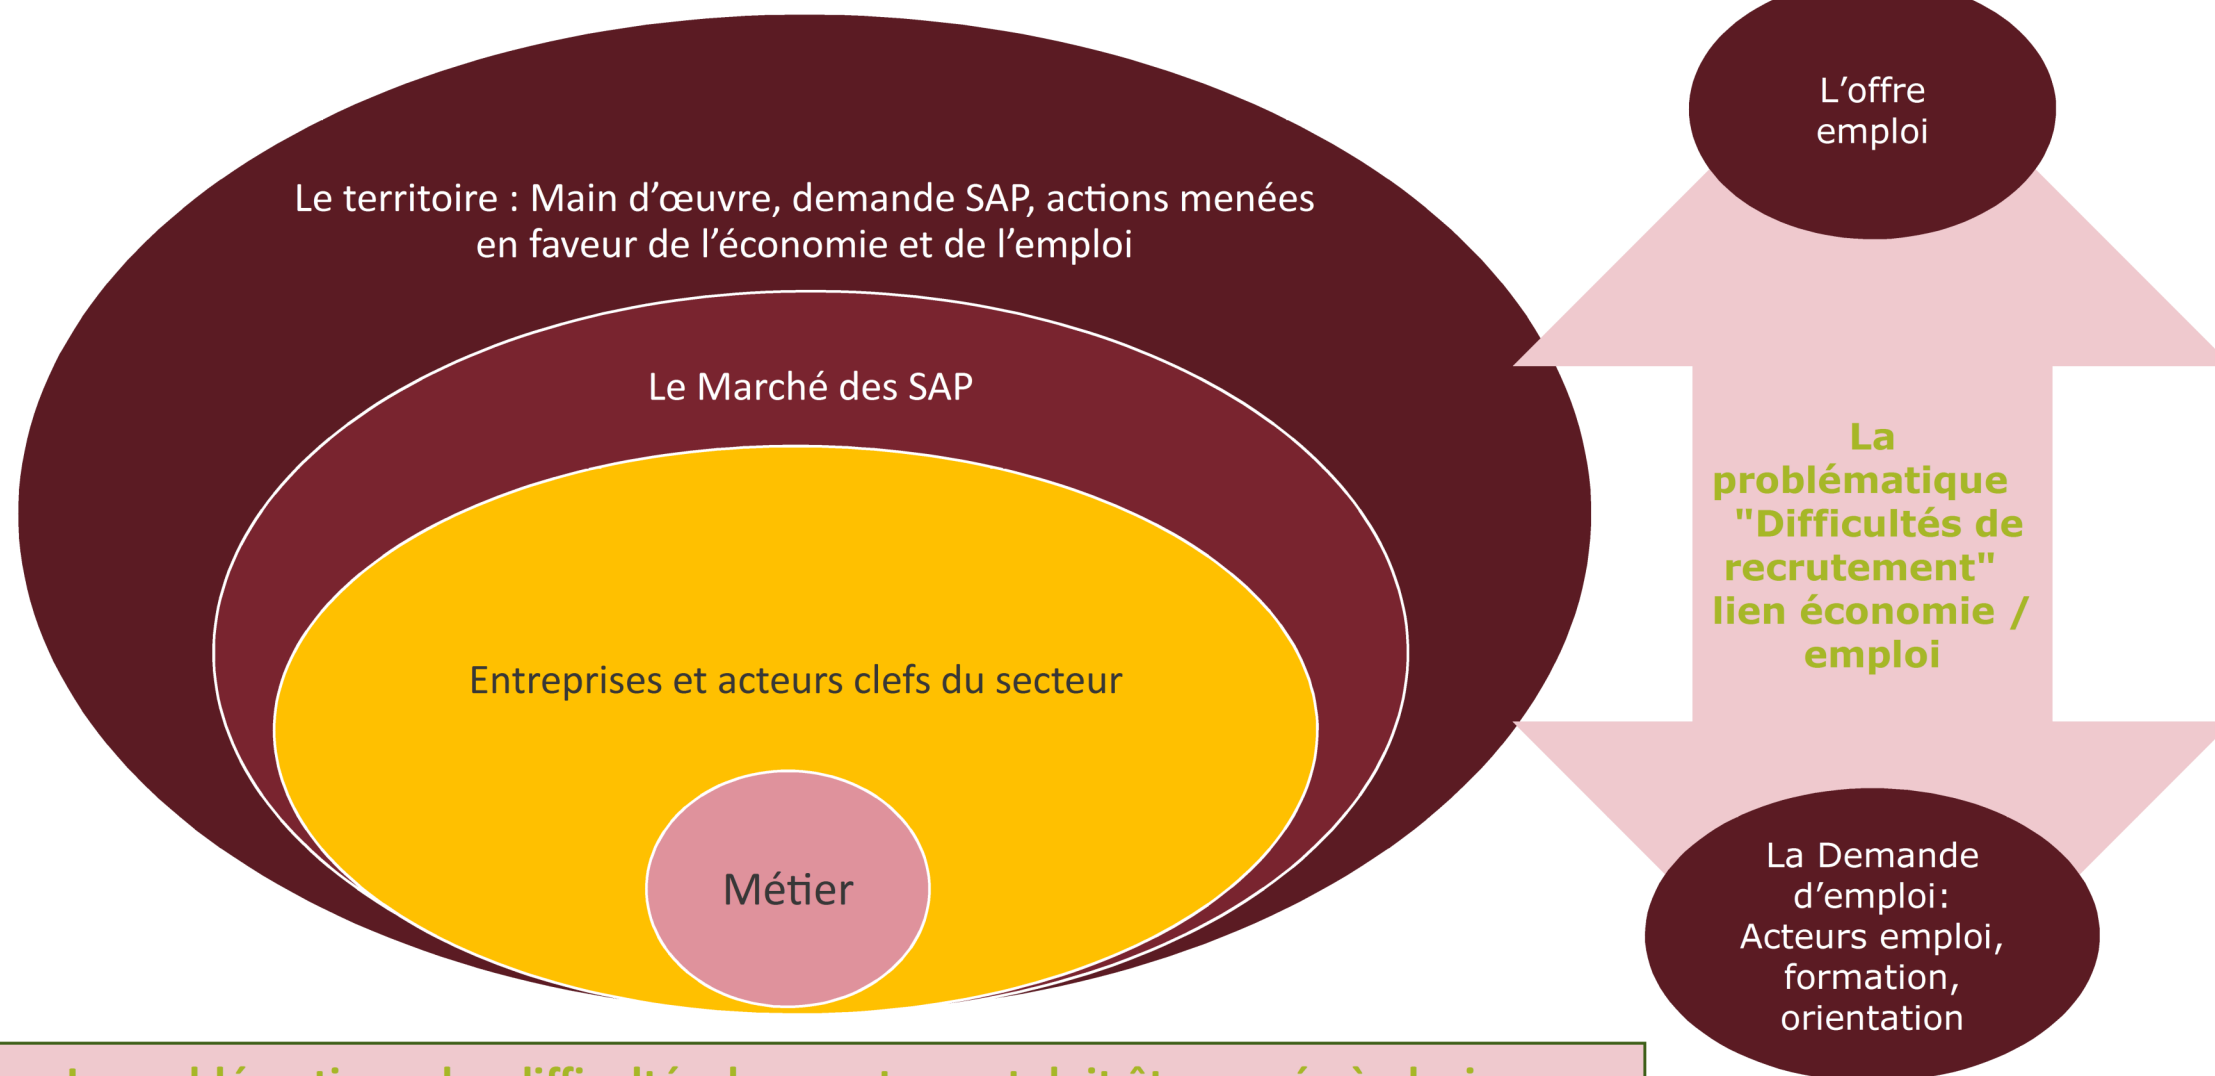 Le territoire : Main d’œuvre, demande SAP, actions menées
en faveur de l’économie et de l’emploi
Le Marché des SAP
Entreprises et acteurs clefs du secteur
Métier
L’offre
emploi
La
problématique
"Difficultés de
recrutement"
lien économie /
emploi
La Demande
d’emploi:
Acteurs emploi,
formation,
orientation